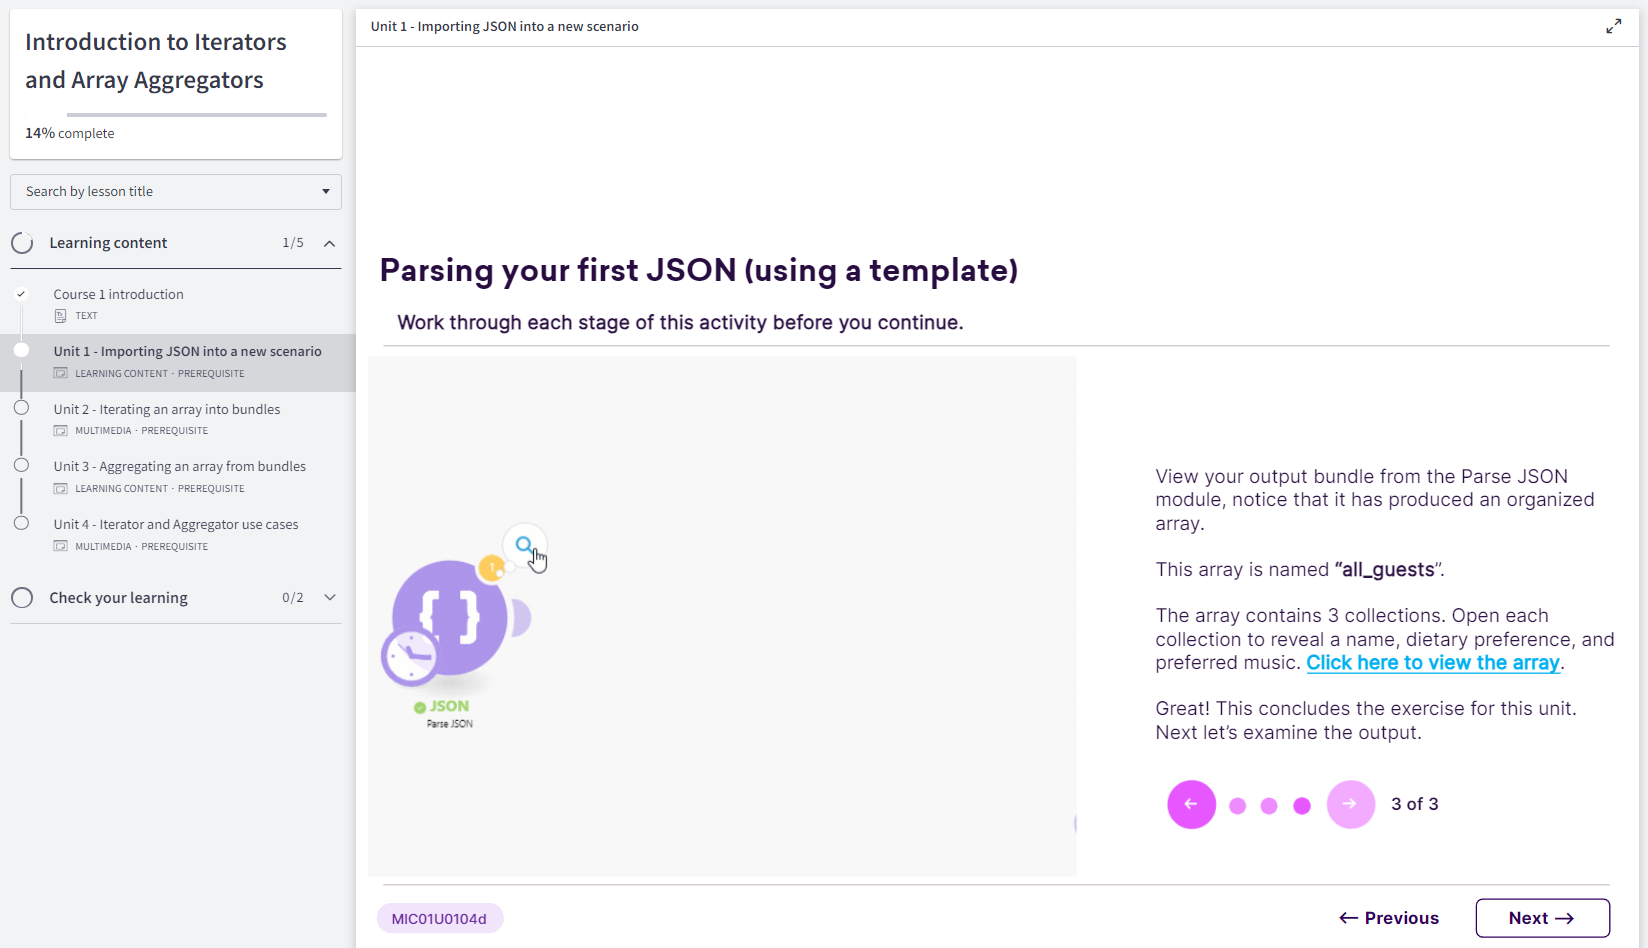 Introduction to Iterators
and Array Aggregators
14% complete
Search by lesson title
Learning content 1/5
Course 1 introduction
TEXT
Unit 1 - Importing JSON into a new scenario
LEARNING CONTENT · PREREQUISITE
Unit 2 - Iterating an array into bundles
MULTIMEDIA · PREREQUISITE
Unit 3 - Aggregating an array from bundles
LEARNING CONTENT · PREREQUISITE
Unit 4 - Iterator and Aggregator use cases
MULTIMEDIA · PREREQUISITE
Check your learning 0/2
Unit 1 - Importing JSON into a new scenario
Parsing your first JSON (using a template)
Work through each stage of this activity before you continue.
1
{ }
JSON
Parse JSON
View your output bundle from the Parse JSON
module, notice that it has produced an organized
array.
This array is named “all_guests”.
The array contains 3 collections. Open each
collection to reveal a name, dietary preference, and
preferred music. Click here to view the array.
Great! This concludes the exercise for this unit.
Next let’s examine the output.
← → 3 of 3
MIC01U0104d
← Previous
Next →